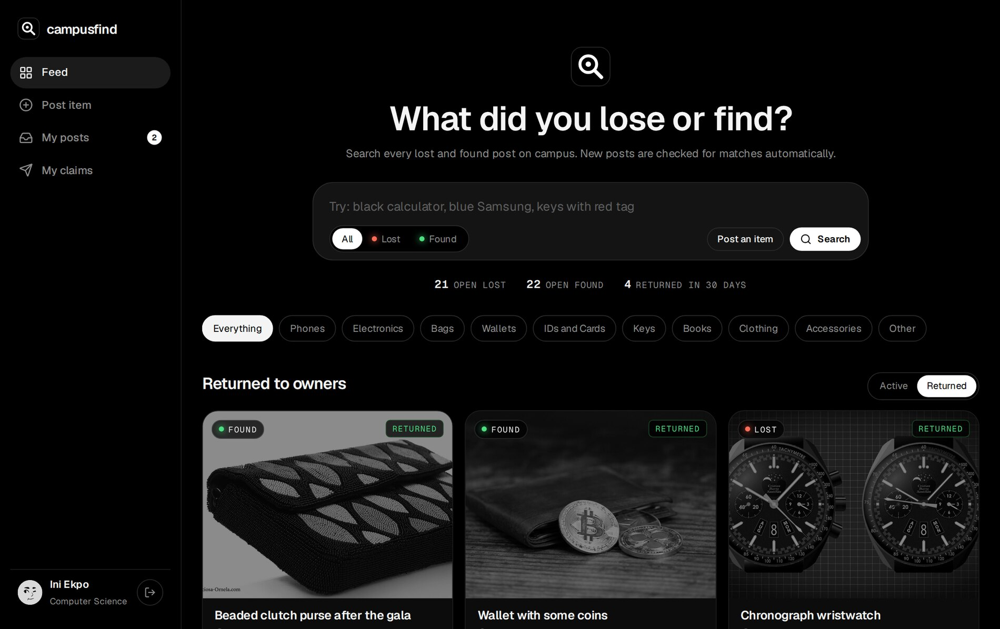 campusfind
Feed
Post item
My posts 2
My claims
What did you lose or find?
Search every lost and found post on campus. New posts are checked for matches automatically.
Try: black calculator, blue Samsung, keys with red tag
All Lost Found Post an item Search
21 OPEN LOST 22 OPEN FOUND 4 RETURNED IN 30 DAYS
Everything Phones Electronics Bags Wallets IDs and Cards Keys Books Clothing Accessories Other
Returned to owners Active Returned
FOUND RETURNED
FOUND RETURNED
LOST RETURNED
TACHYMETRE
ciosa-Ornela.com
Beaded clutch purse after the gala
Wallet with some coins
Chronograph wristwatch
Ini Ekpo
Computer Science